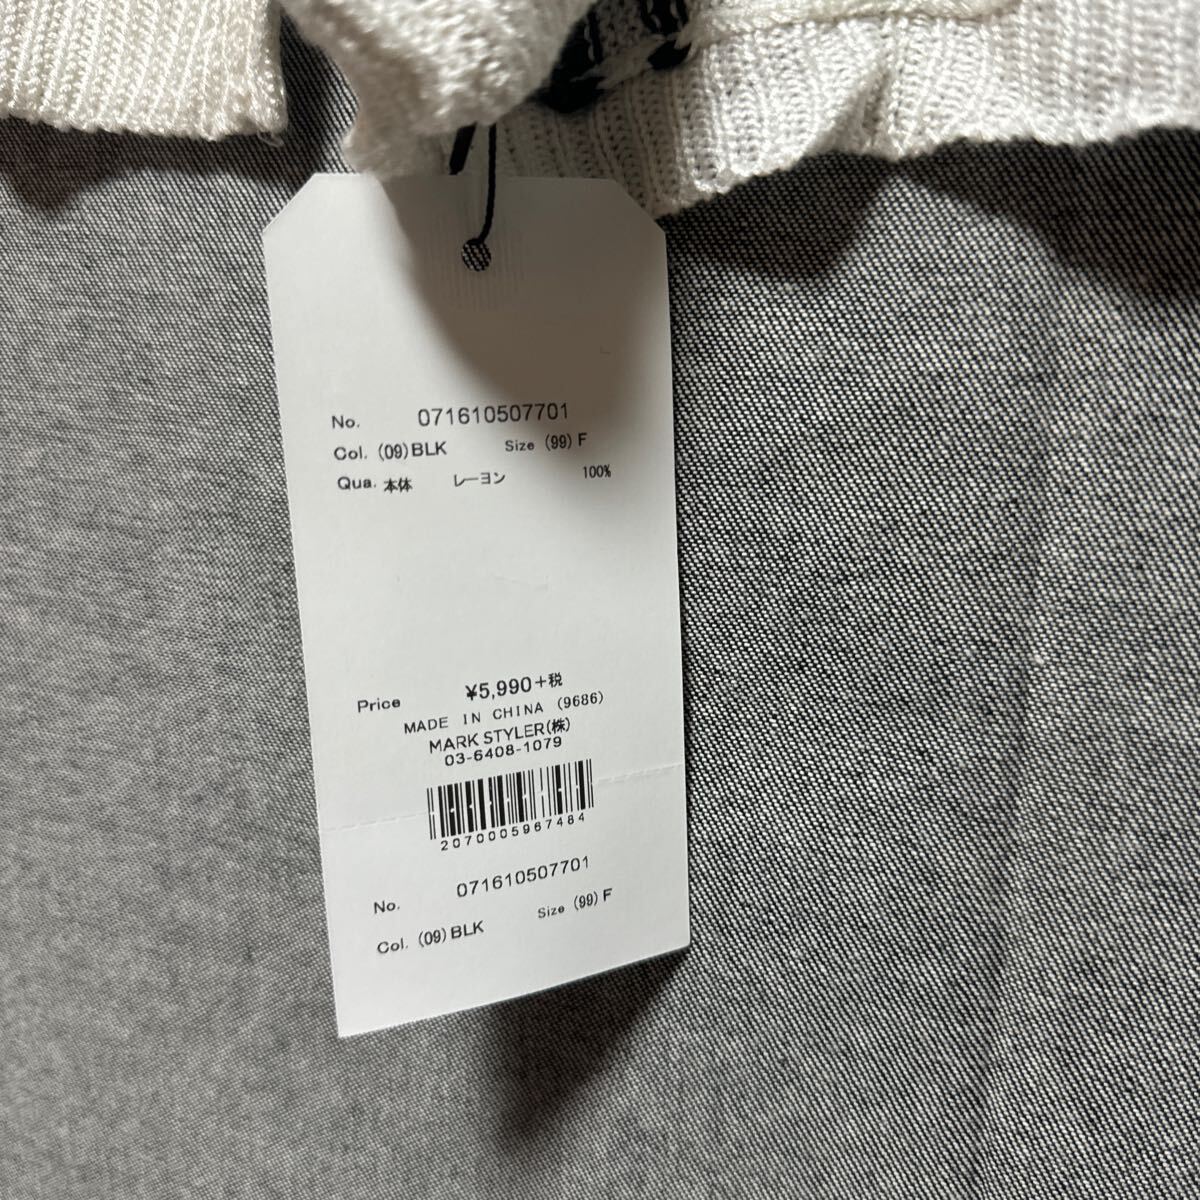 No. 071610507701
Col. (09)BLK Size (99) F
Qua. 本体 レーヨン 100%
Price ¥5,990+税
MADE IN CHINA (9686)
MARK STYLER(株)
03-6408-1079
2070005967484
No. 071610507701
Col. (09)BLK Size (99) F